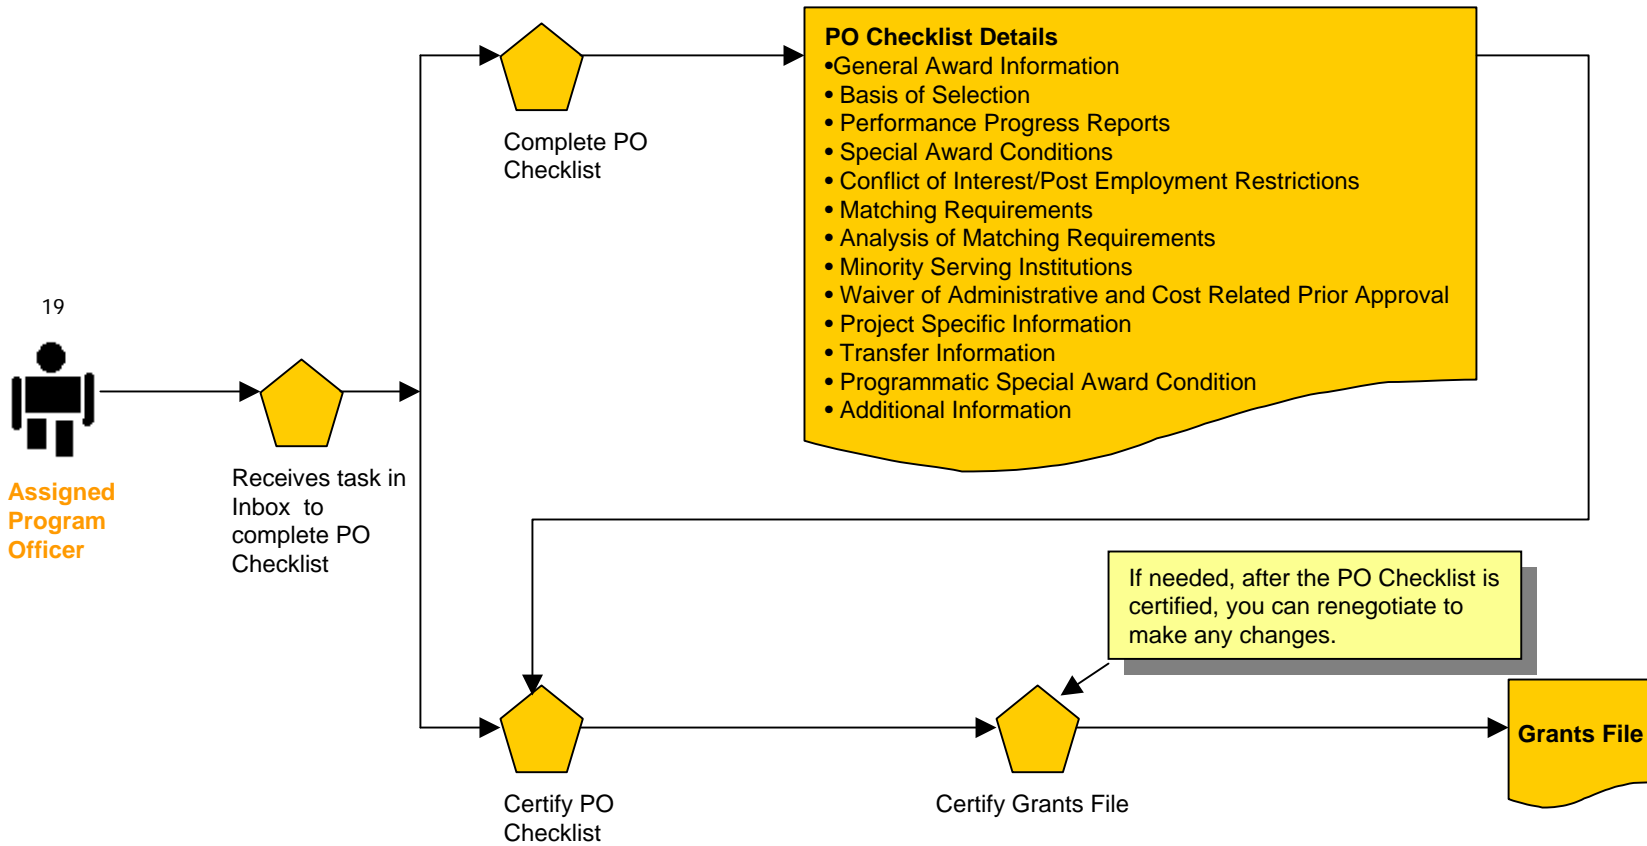 19
Assigned
Program
Officer
Receives task in
Inbox to
complete PO
Checklist
Complete PO
Checklist
PO Checklist Details
•General Award Information
• Basis of Selection
• Performance Progress Reports
• Special Award Conditions
• Conflict of Interest/Post Employment Restrictions
• Matching Requirements
• Analysis of Matching Requirements
• Minority Serving Institutions
• Waiver of Administrative and Cost Related Prior Approval
• Project Specific Information
• Transfer Information
• Programmatic Special Award Condition
• Additional Information
If needed, after the PO Checklist is
certified, you can renegotiate to
make any changes.
Certify PO
Checklist
Certify Grants File
Grants File